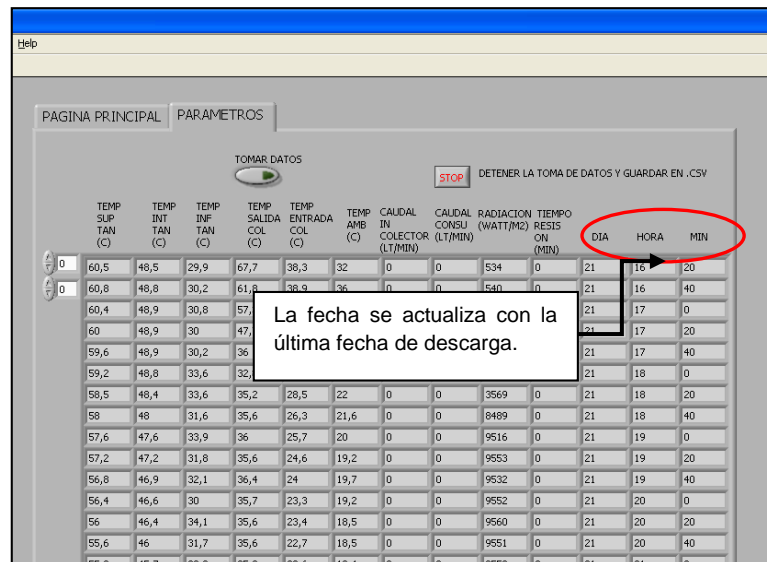 Help
PAGINA PRINCIPAL PARAMETROS
TOMAR DATOS
STOP DETENER LA TOMA DE DATOS Y GUARDAR EN .CSV
TEMP SUP TAN (C) TEMP INT TAN (C) TEMP INF TAN (C) TEMP SALIDA COL (C) TEMP ENTRADA COL (C) TEMP AMB (C) CAUDAL IN COLECTOR (LT/MIN) CAUDAL CONSU (LT/MIN) RADIACION (WATT/M2) TIEMPO RESIS ON (MIN) DIA HORA MIN
0 60,5 48,5 29,9 67,7 38,3 32 0 0 534 0 21 16 20
0 60,8 48,8 30,2 61,8 38,9 36 0 0 540 0 21 16 40
60,4 48,9 30,8 57, 21 17 0
60 48,9 30 47, 21 17 20
59,6 48,9 30,2 36 21 17 40
59,2 48,8 33,6 32, 21 18 0
La fecha se actualiza con la
última fecha de descarga.
58,5 48,4 33,6 35,2 28,5 22 0 0 3569 0 21 18 20
58 48 31,6 35,6 26,3 21,6 0 0 8489 0 21 18 40
57,6 47,6 33,9 36 25,7 20 0 0 9516 0 21 19 0
57,2 47,2 31,8 35,6 24,6 19,2 0 0 9553 0 21 19 20
56,8 46,9 32,1 36,4 24 19,7 0 0 9532 0 21 19 40
56,4 46,6 30 35,7 23,3 19,2 0 0 9552 0 21 20 0
56 46,4 34,1 35,6 23,4 18,5 0 0 9560 0 21 20 20
55,6 46 31,7 35,6 22,7 18,5 0 0 9551 0 21 20 40